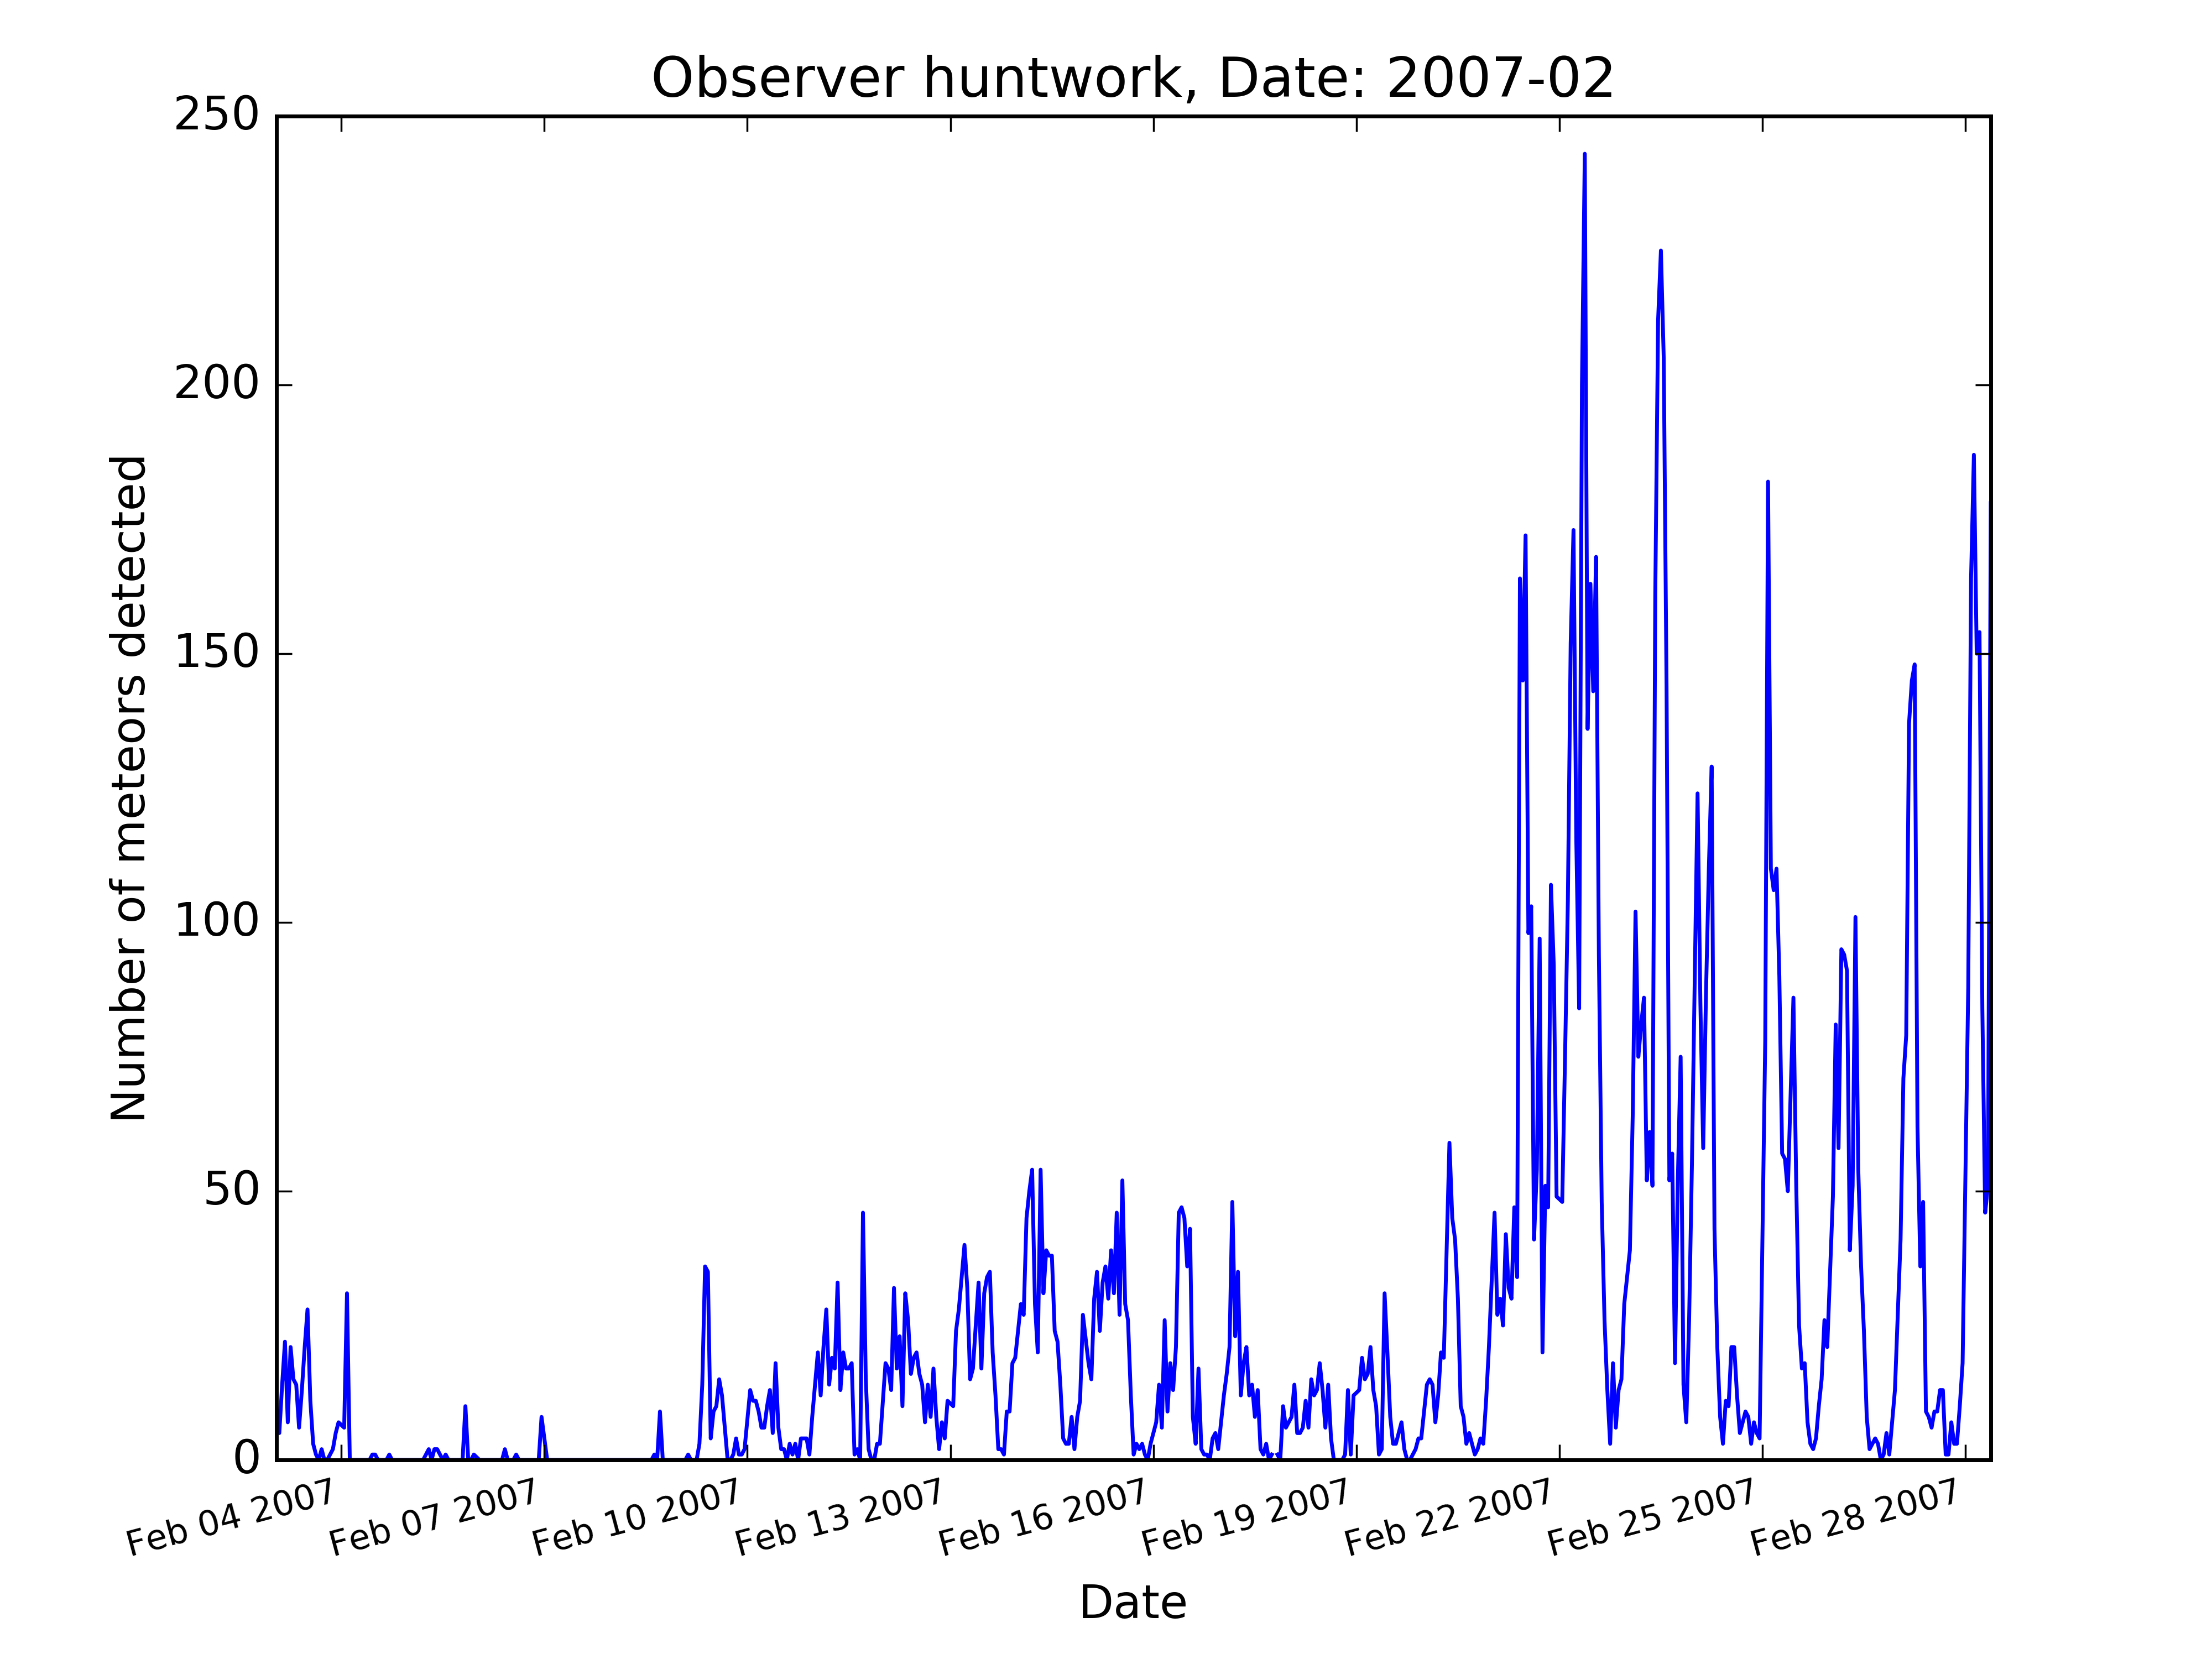 Observer huntwork, Date: 2007-02
250
200
150
100
50
0
Number of meteors detected
Feb 04 2007
Feb 07 2007
Feb 10 2007
Feb 13 2007
Feb 16 2007
Feb 19 2007
Feb 22 2007
Feb 25 2007
Feb 28 2007
Date